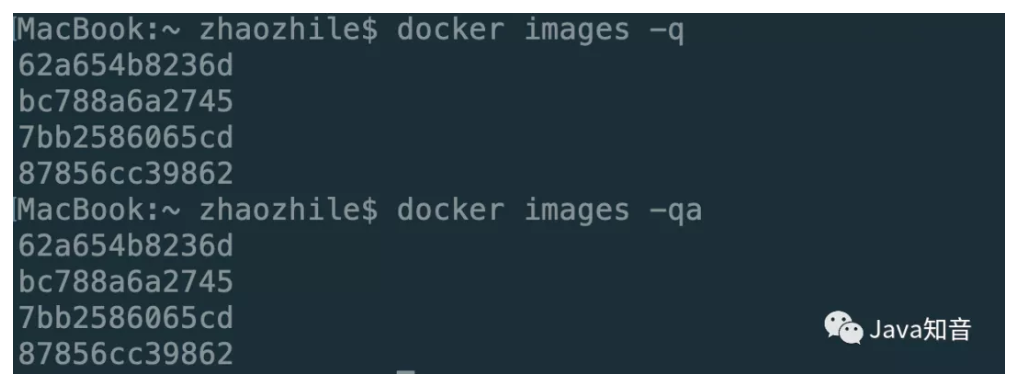 [MacBook:~ zhaozhile$ docker images -q
62a654b8236d
bc788a6a2745
7bb2586065cd
87856cc39862
[MacBook:~ zhaozhile$ docker images -qa
62a654b8236d
bc788a6a2745
7bb2586065cd
87856cc39862
Java知音